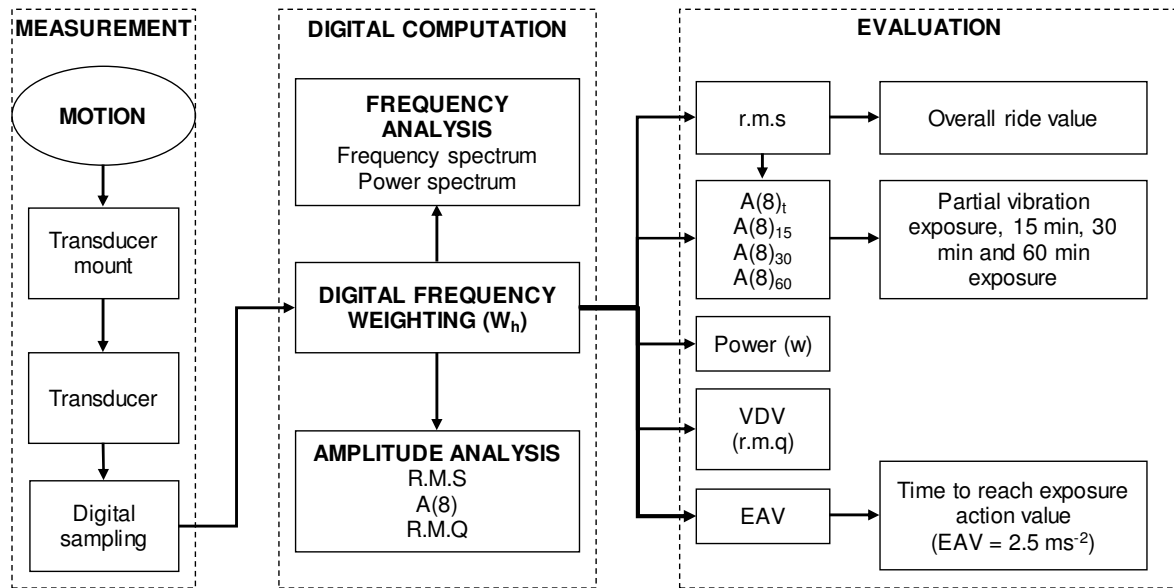 MEASUREMENT
MOTION
Transducer
mount
Transducer
Digital
sampling
DIGITAL COMPUTATION
FREQUENCY
ANALYSIS
Frequency spectrum
Power spectrum
DIGITAL FREQUENCY
WEIGHTING (Wₕ)
AMPLITUDE ANALYSIS
R.M.S
A(8)
R.M.Q
EVALUATION
r.m.s
Overall ride value
A(8)ₜ
A(8)₁₅
A(8)₃₀
A(8)₆₀
Partial vibration
exposure, 15 min, 30
min and 60 min
exposure
Power (w)
VDV
(r.m.q)
EAV
Time to reach exposure
action value
(EAV = 2.5 ms⁻²)